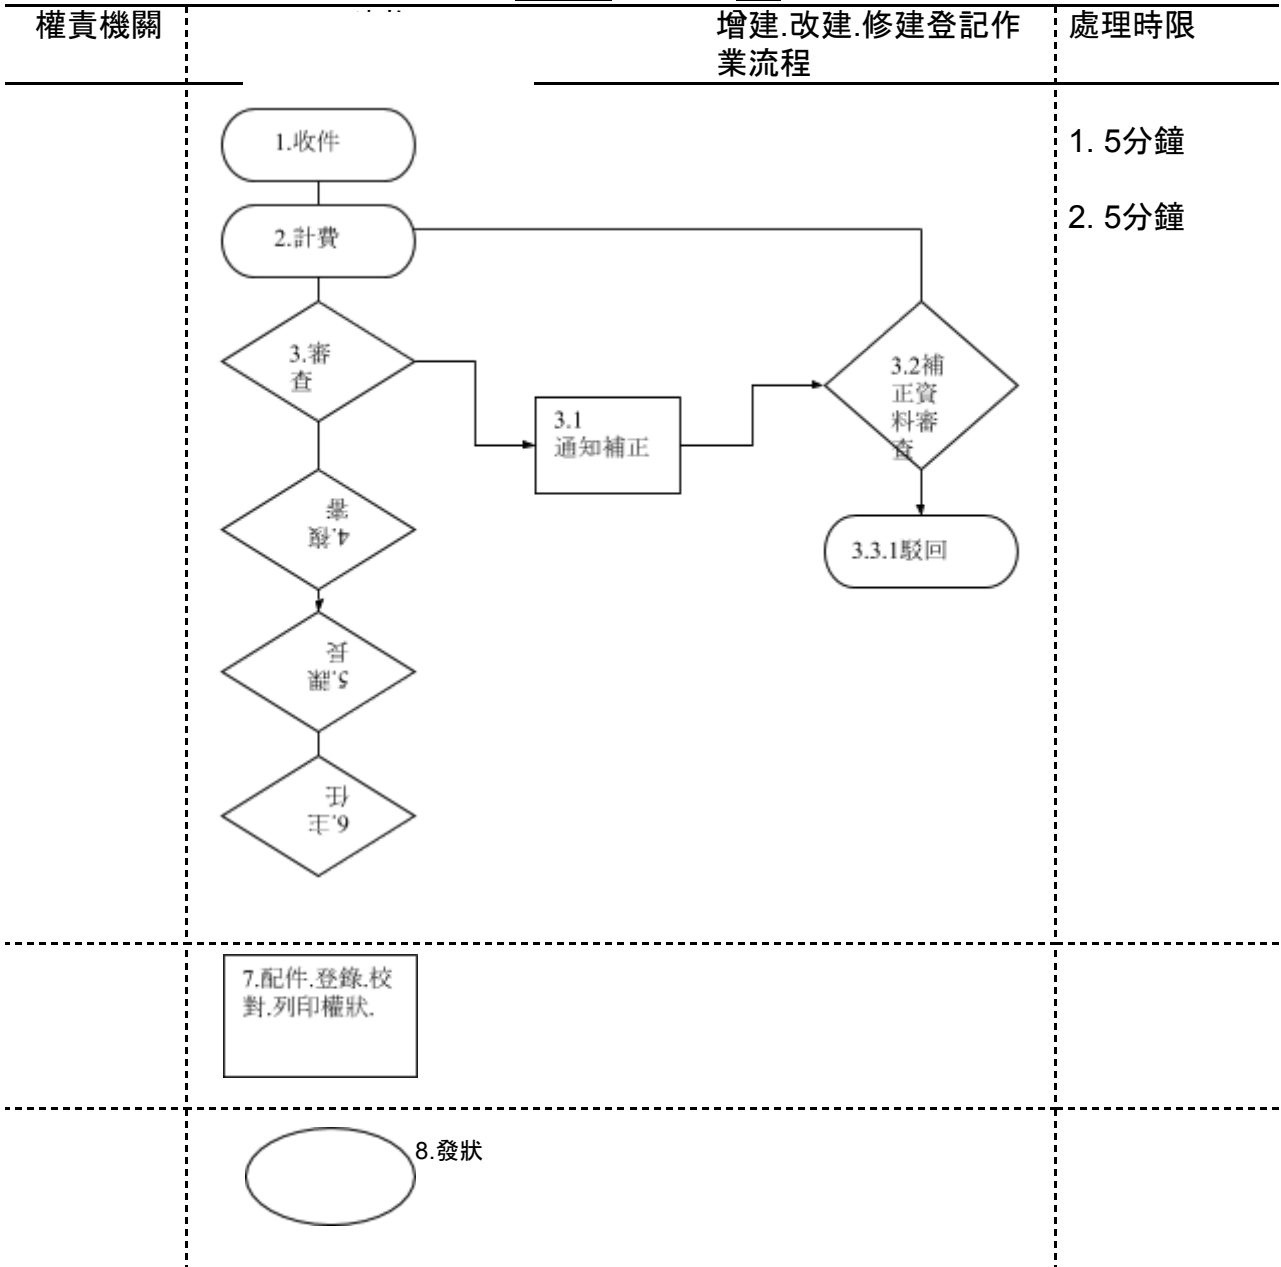 權責機關
增建.改建.修建登記作
業流程
處理時限
1.收件
1. 5分鐘
2.計費
2. 5分鐘
3.審
查
3.1
通知補正
3.2補
正資
料審
查
4.複
審
3.3.1駁回
5.課
長
6.主
任
7.配件.登錄.校
對.列印權狀.
8.發狀